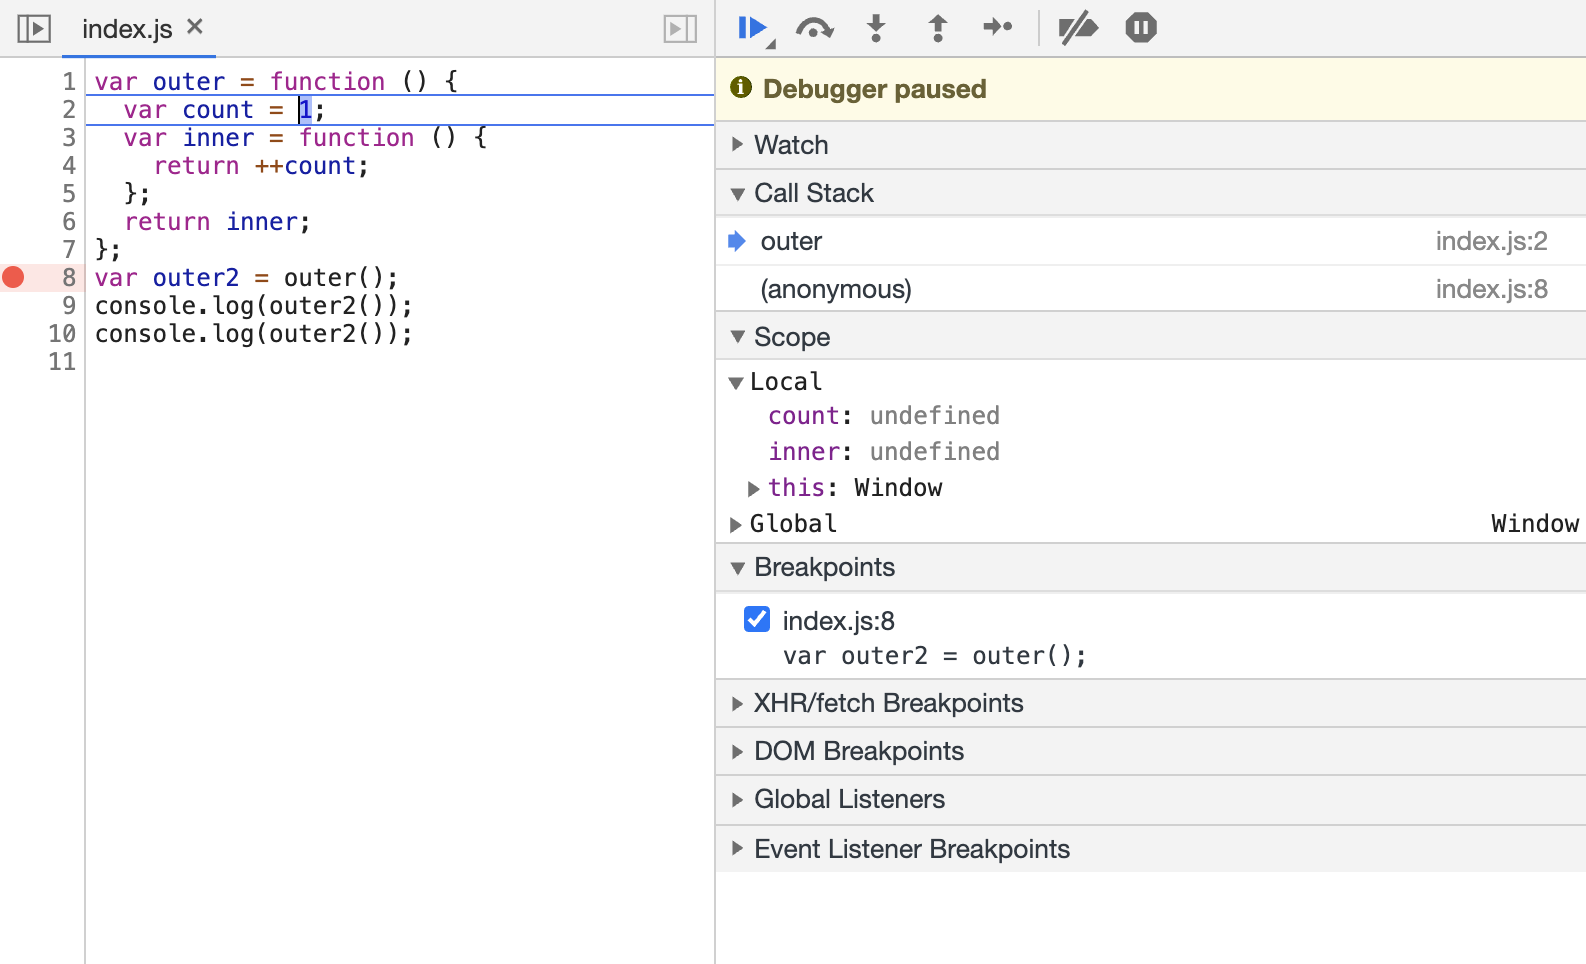 index.js ×
1 var outer = function () {
2   var count = 1;
3   var inner = function () {
4     return ++count;
5   };
6   return inner;
7 };
8 var outer2 = outer();
9 console.log(outer2());
10 console.log(outer2());
11
Debugger paused
Watch
Call Stack
outer index.js:2
(anonymous) index.js:8
Scope
Local
count: undefined
inner: undefined
this: Window
Global Window
Breakpoints
index.js:8
var outer2 = outer();
XHR/fetch Breakpoints
DOM Breakpoints
Global Listeners
Event Listener Breakpoints